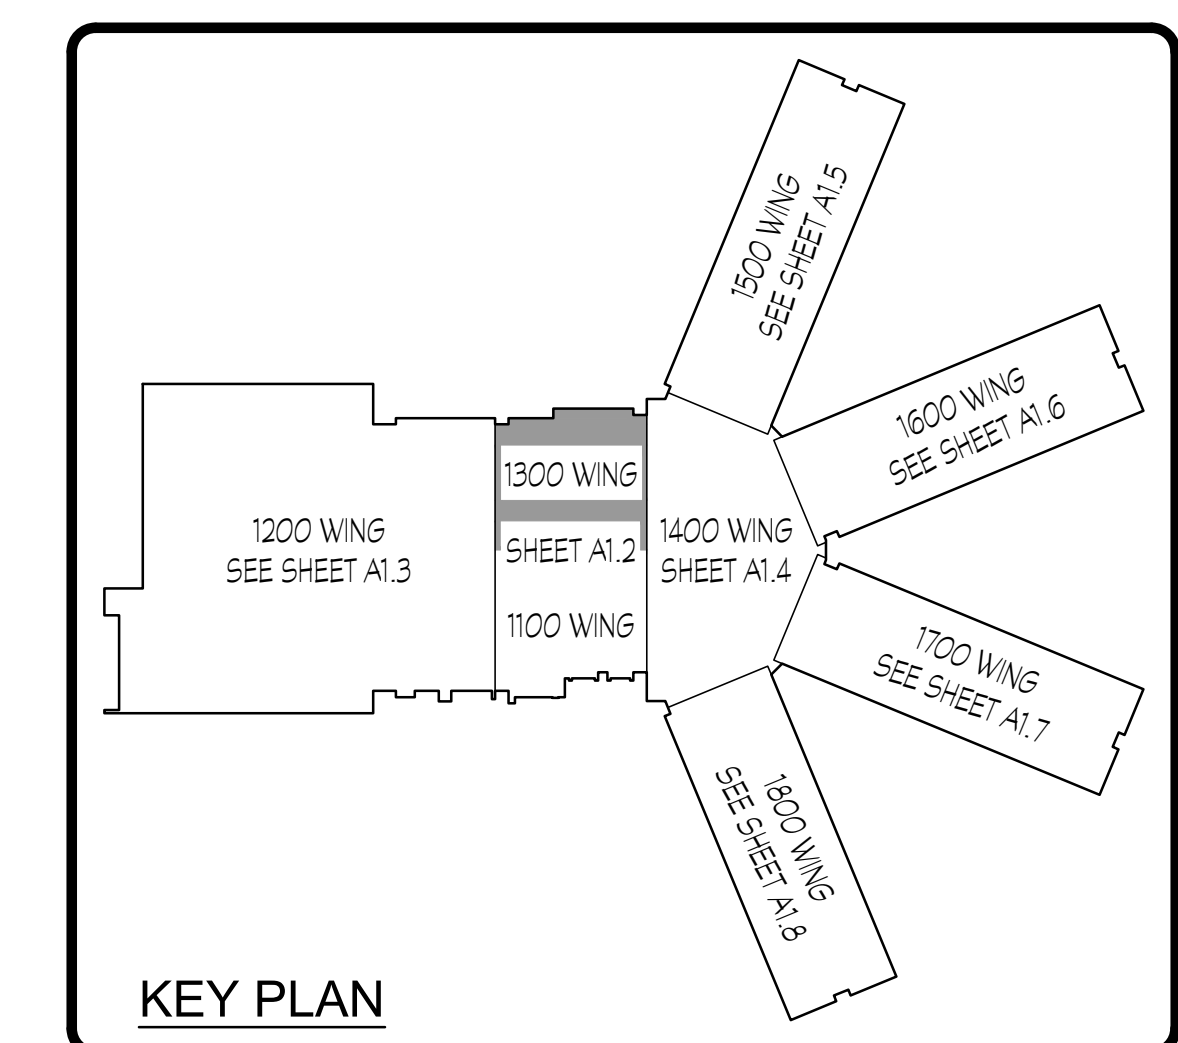 1500 WING
SEE SHEET A1.5
1600 WING
SEE SHEET A1.6
1300 WING
1200 WING
SEE SHEET A1.3
SHEET A1.2
1400 WING
SHEET A1.4
1100 WING
1700 WING
SEE SHEET A1.7
1800 WING
SEE SHEET A1.8
KEY PLAN